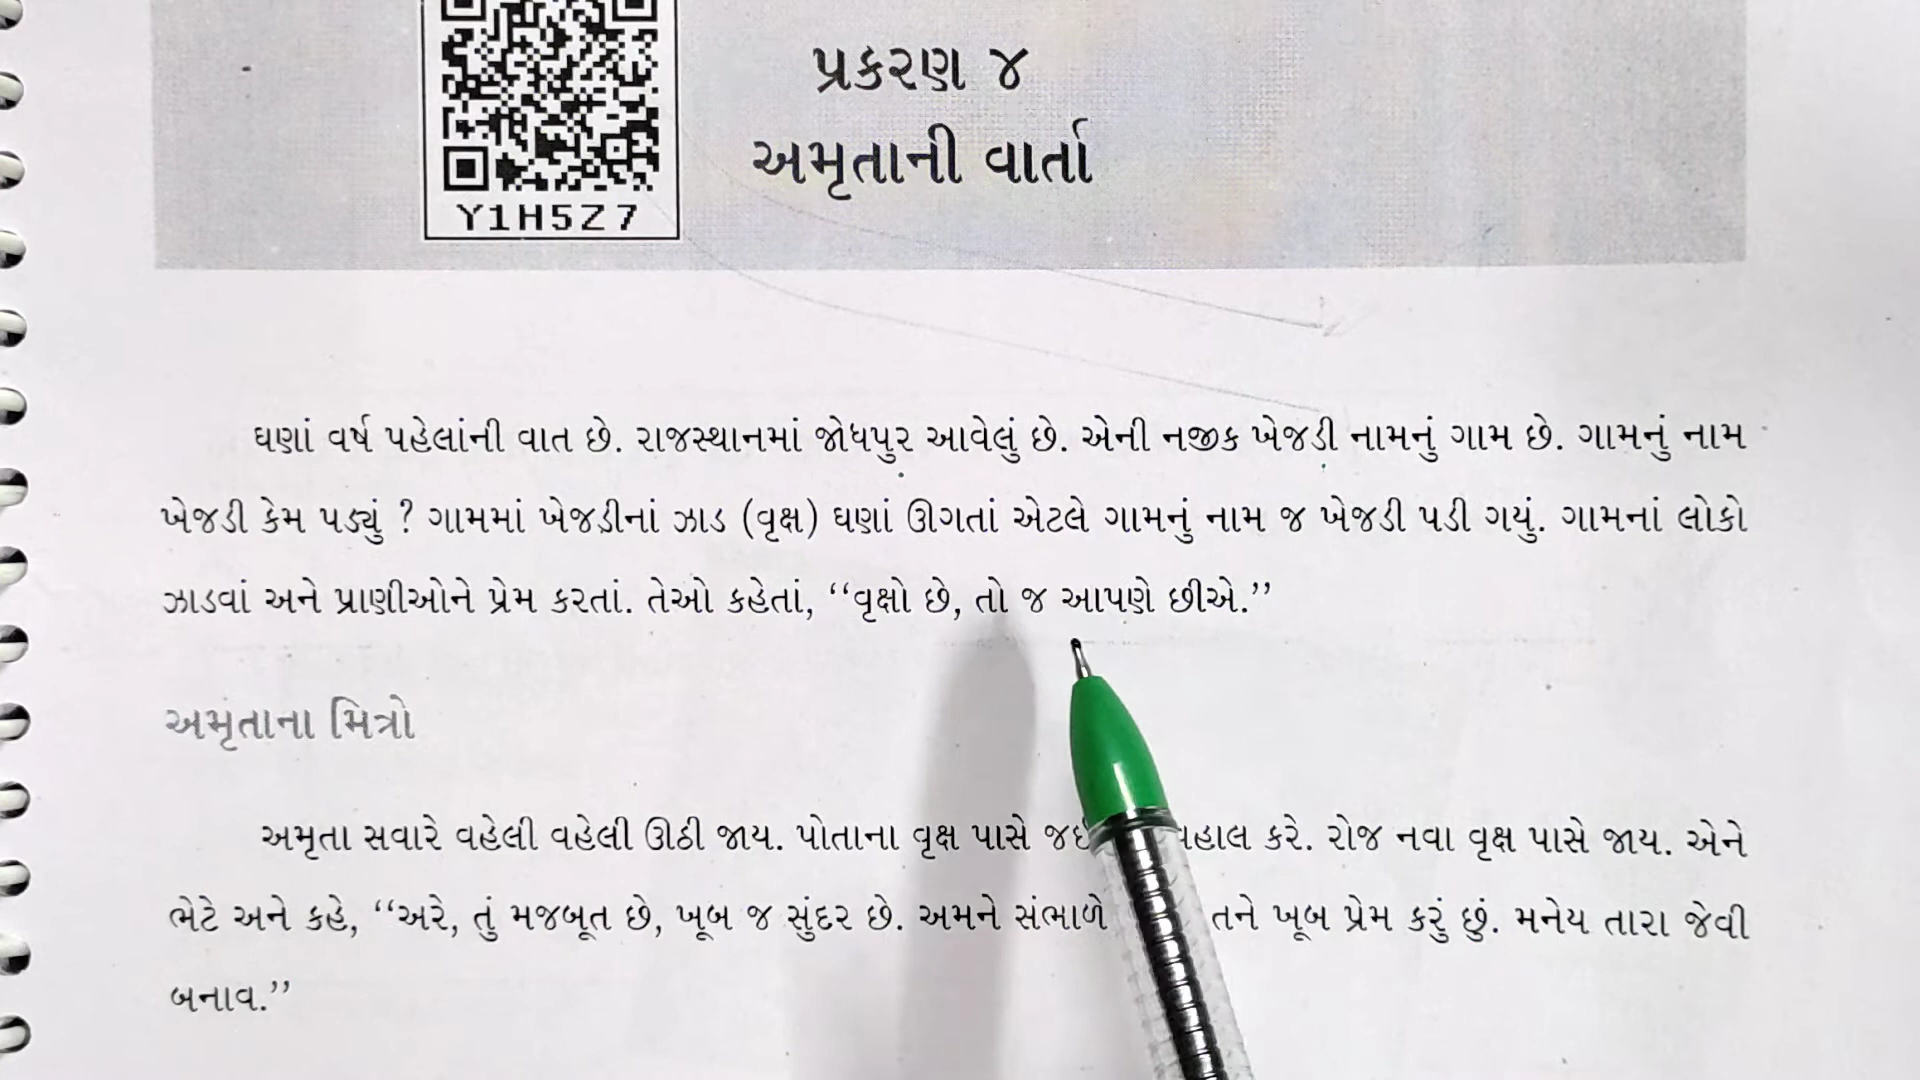 Y1H5Z7
પ્રકરણ ૪
અમૃતાની વાર્તા
ઘણાં વર્ષ પહેલાંની વાત છે. રાજસ્થાનમાં જોધપુર આવેલું છે. એની નજીક ખેજડી નામનું ગામ છે. ગામનું નામ
ખેજડી કેમ પડ્યું ? ગામમાં ખેજડીનાં ઝાડ (વૃક્ષ) ઘણાં ઊગતાં એટલે ગામનું નામ જ ખેજડી પડી ગયું. ગામનાં લોકો
ઝાડવાં અને પ્રાણીઓને પ્રેમ કરતાં. તેઓ કહેતાં, “વૃક્ષો છે, તો જ આપણે છીએ.”
અમૃતાના મિત્રો
અમૃતા સવારે વહેલી વહેલી ઊઠી જાય. પોતાના વૃક્ષ પાસે કરે. રોજ નવા વૃક્ષ પાસે જાય. એને
ભેટે અને કહે, “અરે, તું મજબૂત છે, ખૂબ જ સુંદર છે. અમને સંભાળે તને ખૂબ પ્રેમ કરું છું. મનેય તારા જેવી
બનાવ.”